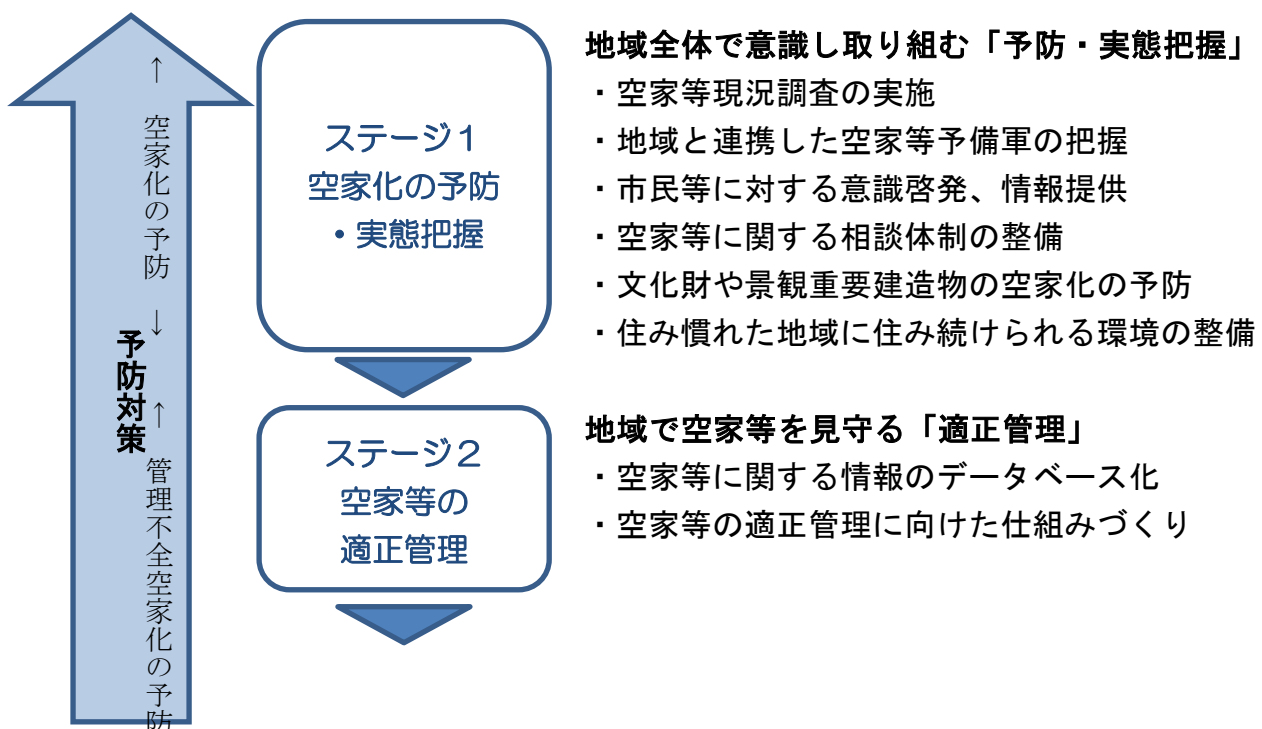 ↑ 空家化の予防 ↓
予防対策
↑ 管理不全空家化の予防
ステージ１
空家化の予防
・実態把握
地域全体で意識し取り組む「予防・実態把握」
・空家等現況調査の実施
・地域と連携した空家等予備軍の把握
・市民等に対する意識啓発、情報提供
・空家等に関する相談体制の整備
・文化財や景観重要建造物の空家化の予防
・住み慣れた地域に住み続けられる環境の整備
ステージ２
空家等の
適正管理
地域で空家等を見守る「適正管理」
・空家等に関する情報のデータベース化
・空家等の適正管理に向けた仕組みづくり